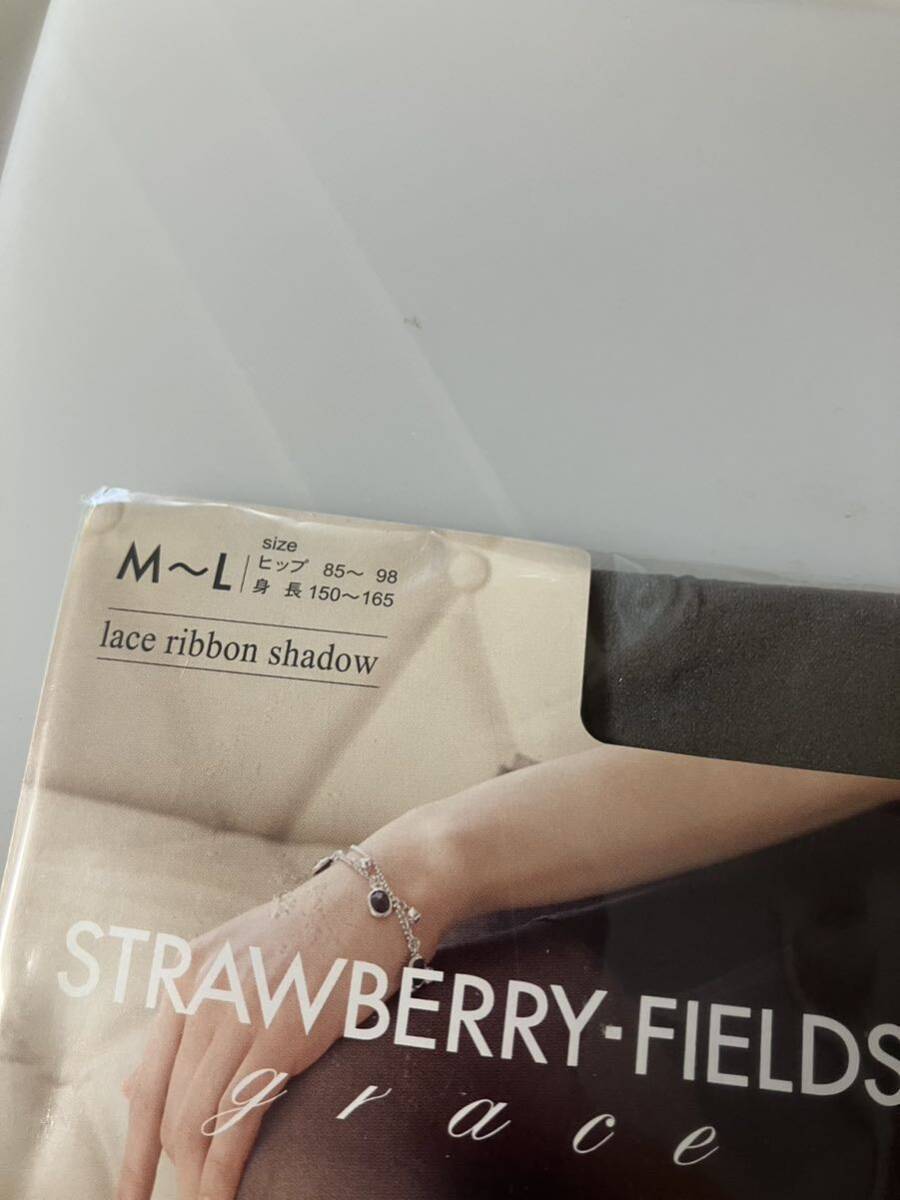 size
M～L
ヒップ 85～ 98
身 長 150～165
lace ribbon shadow
STRAWBERRY·FIELDS
grace